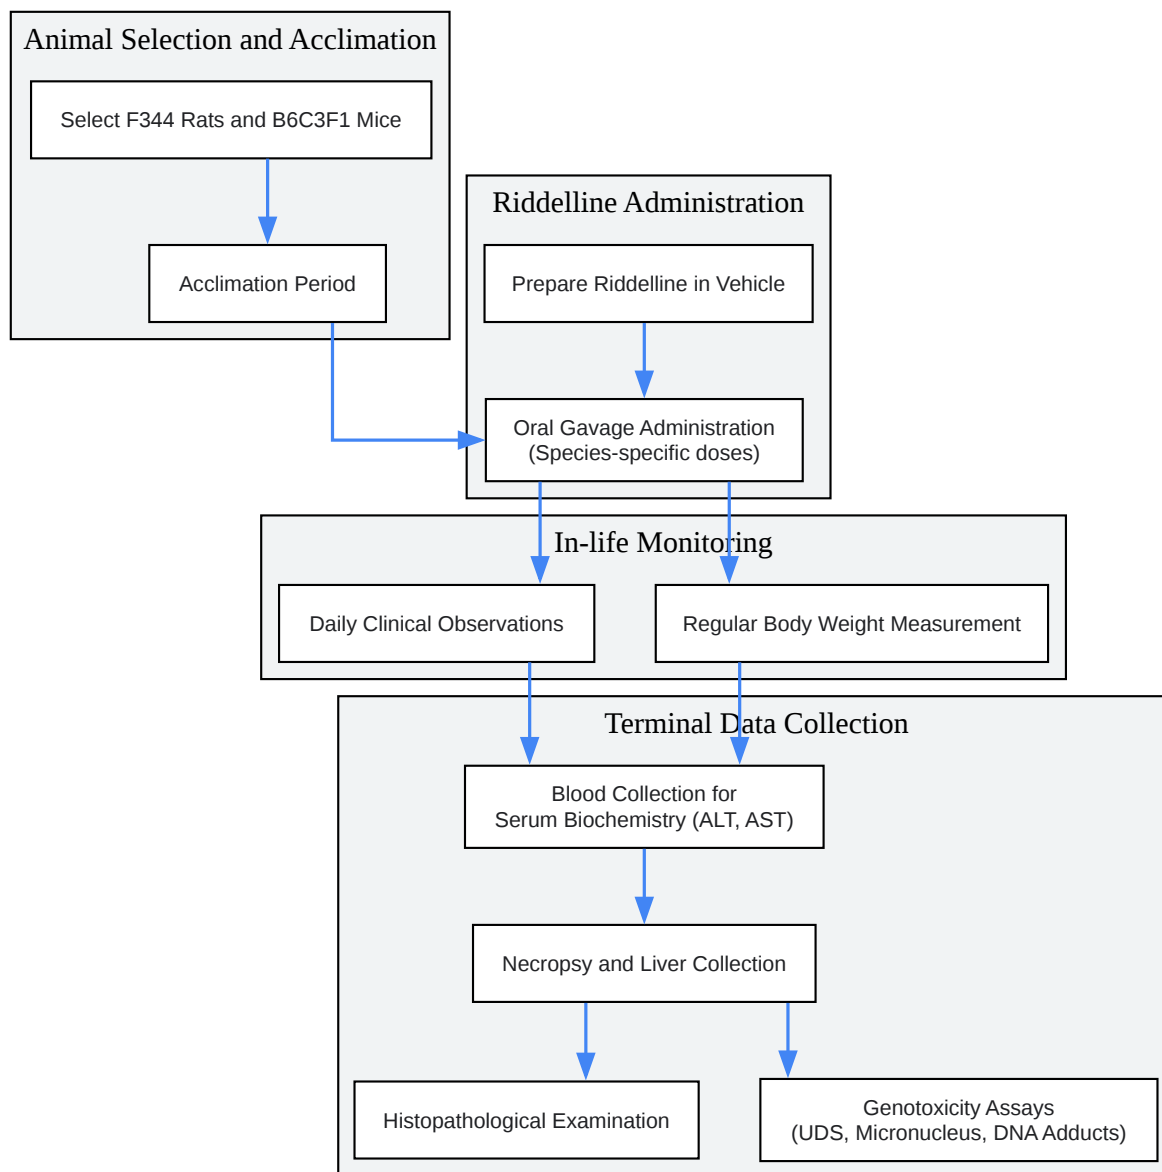 Animal Selection and Acclimation
Select F344 Rats and B6C3F1 Mice
Acclimation Period
Riddelline Administration
Prepare Riddelline in Vehicle
Oral Gavage Administration
(Species-specific doses)
In-life Monitoring
Daily Clinical Observations
Regular Body Weight Measurement
Terminal Data Collection
Blood Collection for
Serum Biochemistry (ALT, AST)
Necropsy and Liver Collection
Histopathological Examination
Genotoxicity Assays
(UDS, Micronucleus, DNA Adducts)